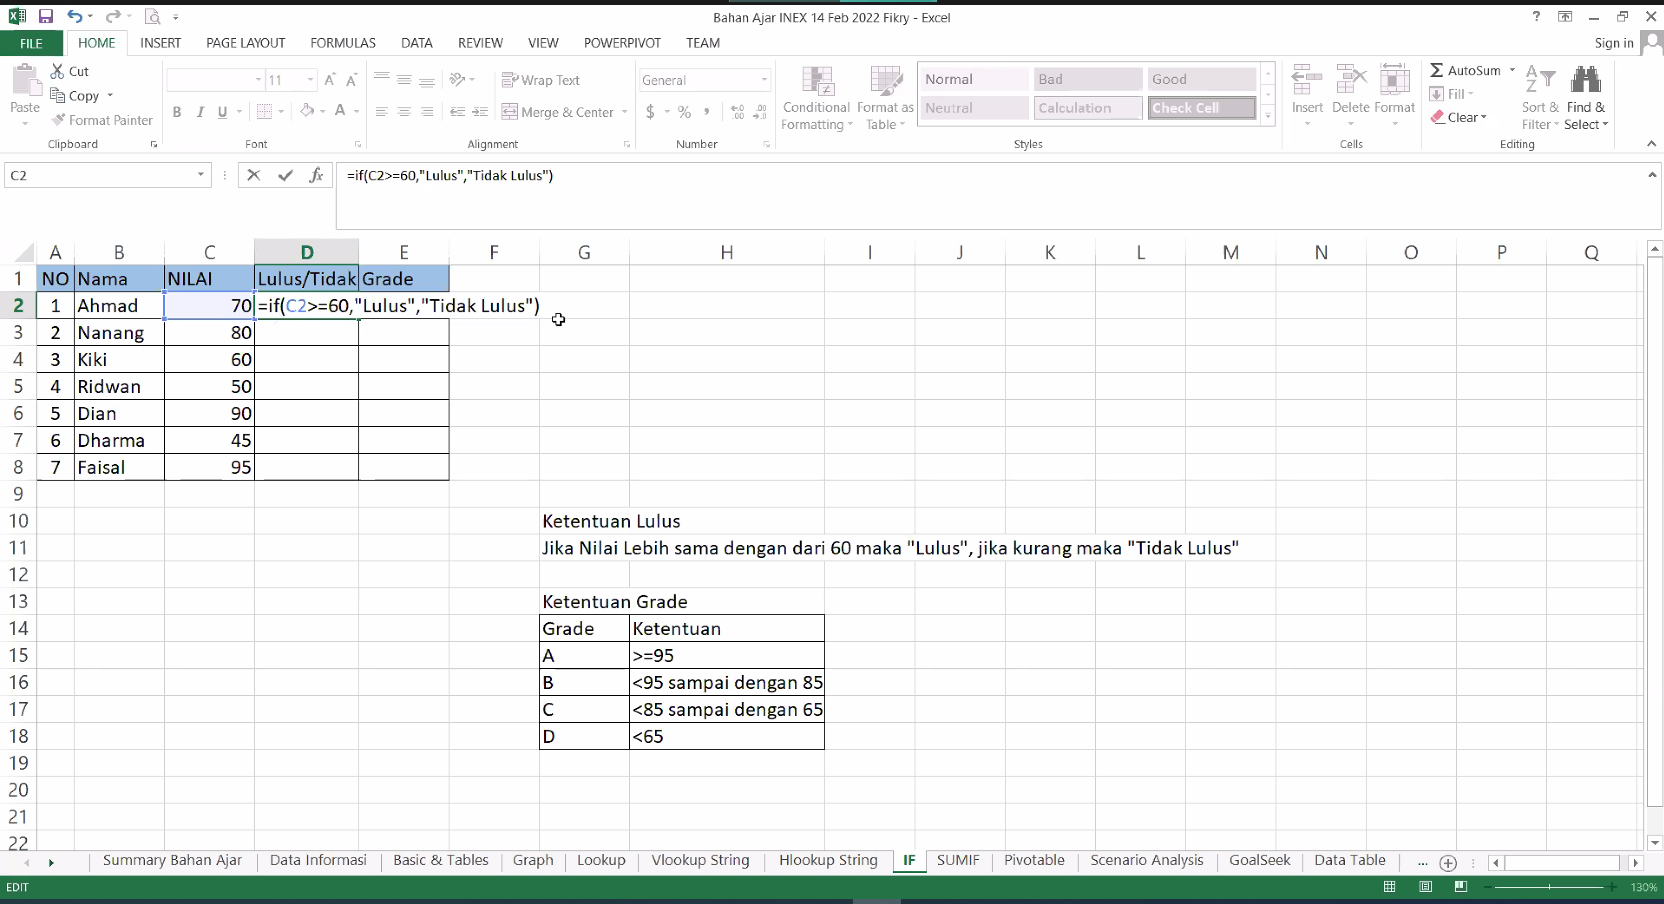 Bahan Ajar INEX 14 Feb 2022 Fikry - Excel
?
FILE HOME INSERT PAGE LAYOUT FORMULAS DATA REVIEW VIEW POWERPIVOT TEAM Sign in
Paste
Cut
Copy
Format Painter
Clipboard
11 A A
B I U
Font
Wrap Text
Merge & Center
Alignment
General
$ %
Number
Conditional Formatting
Format as Table
Normal Bad Good
Neutral Calculation Check Cell
Styles
Insert Delete Format
Cells
AutoSum
Fill
Clear
Sort & Filter
Find & Select
Editing
C2 fx =if(C2>=60,"Lulus","Tidak Lulus")
A B C D E F G H I J K L M N O P Q
1 NO Nama NILAI Lulus/Tidak Grade
2 1 Ahmad 70 =if(C2>=60,"Lulus","Tidak Lulus")
3 2 Nanang 80
4 3 Kiki 60
5 4 Ridwan 50
6 5 Dian 90
7 6 Dharma 45
8 7 Faisal 95
9
10 Ketentuan Lulus
11 Jika Nilai Lebih sama dengan dari 60 maka "Lulus", jika kurang maka "Tidak Lulus"
12
13 Ketentuan Grade
14 Grade Ketentuan
15 A >=95
16 B <95 sampai dengan 85
17 C <85 sampai dengan 65
18 D <65
19
20
21
22
Summary Bahan Ajar Data Informasi Basic & Tables Graph Lookup Vlookup String Hlookup String IF SUMIF Pivotable Scenario Analysis GoalSeek Data Table ...
EDIT 130%